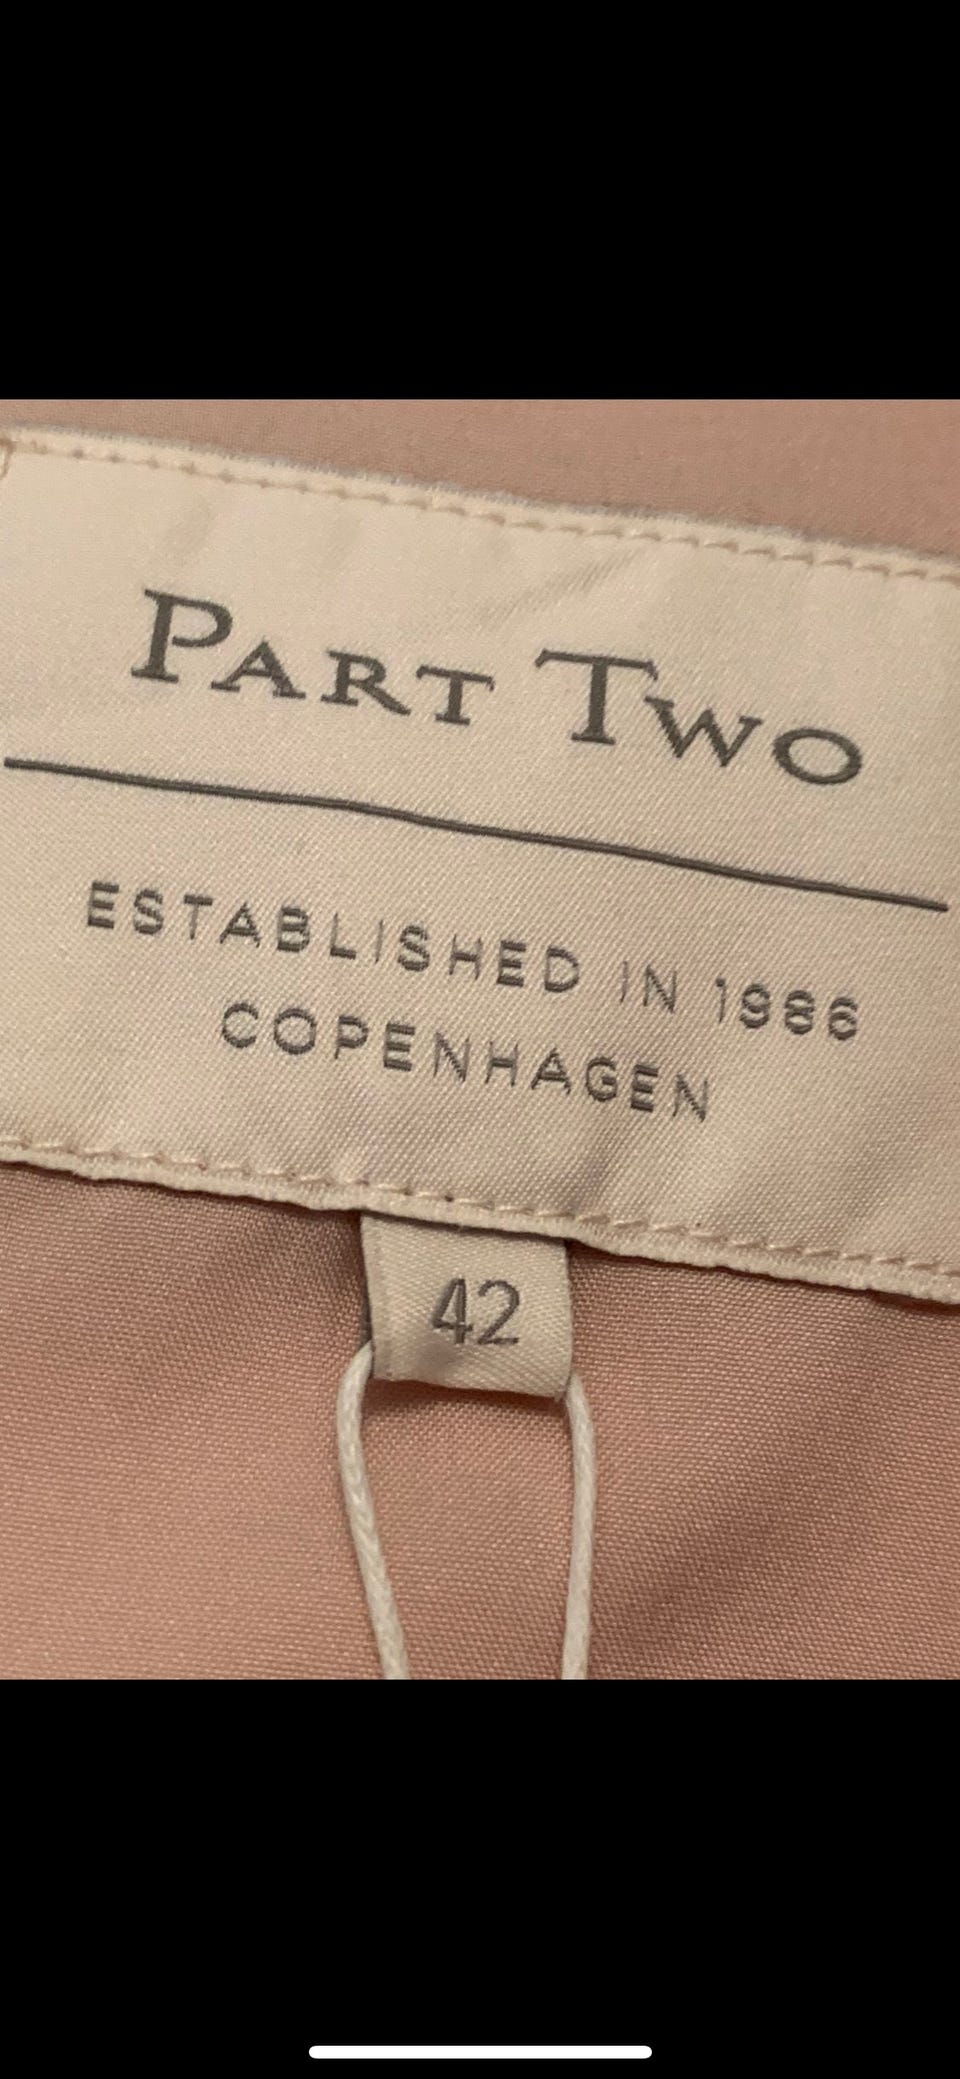 PART TWO
ESTABLISHED IN 1986
COPENHAGEN
42